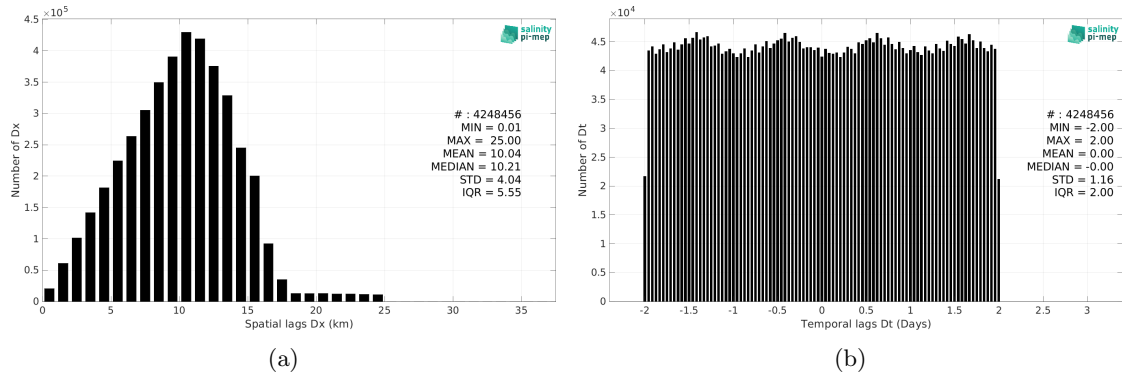 ×10^5
4.5
4
3.5
3
2.5
2
1.5
1
0.5
0
Number of Dx
0 5 10 15 20 25 30 35
Spatial lags Dx (km)
salinity
pi-mep
# : 4248456
MIN = 0.01
MAX = 25.00
MEAN = 10.04
MEDIAN = 10.21
STD = 4.04
IQR = 5.55
(a)
×10^4
4.5
4
3.5
3
2.5
2
1.5
1
0.5
0
Number of Dt
-2 -1.5 -1 -0.5 0 0.5 1 1.5 2 2.5 3
Temporal lags Dt (Days)
salinity
pi-mep
# : 4248456
MIN = -2.00
MAX = 2.00
MEAN = 0.00
MEDIAN = -0.00
STD = 1.16
IQR = 2.00
(b)